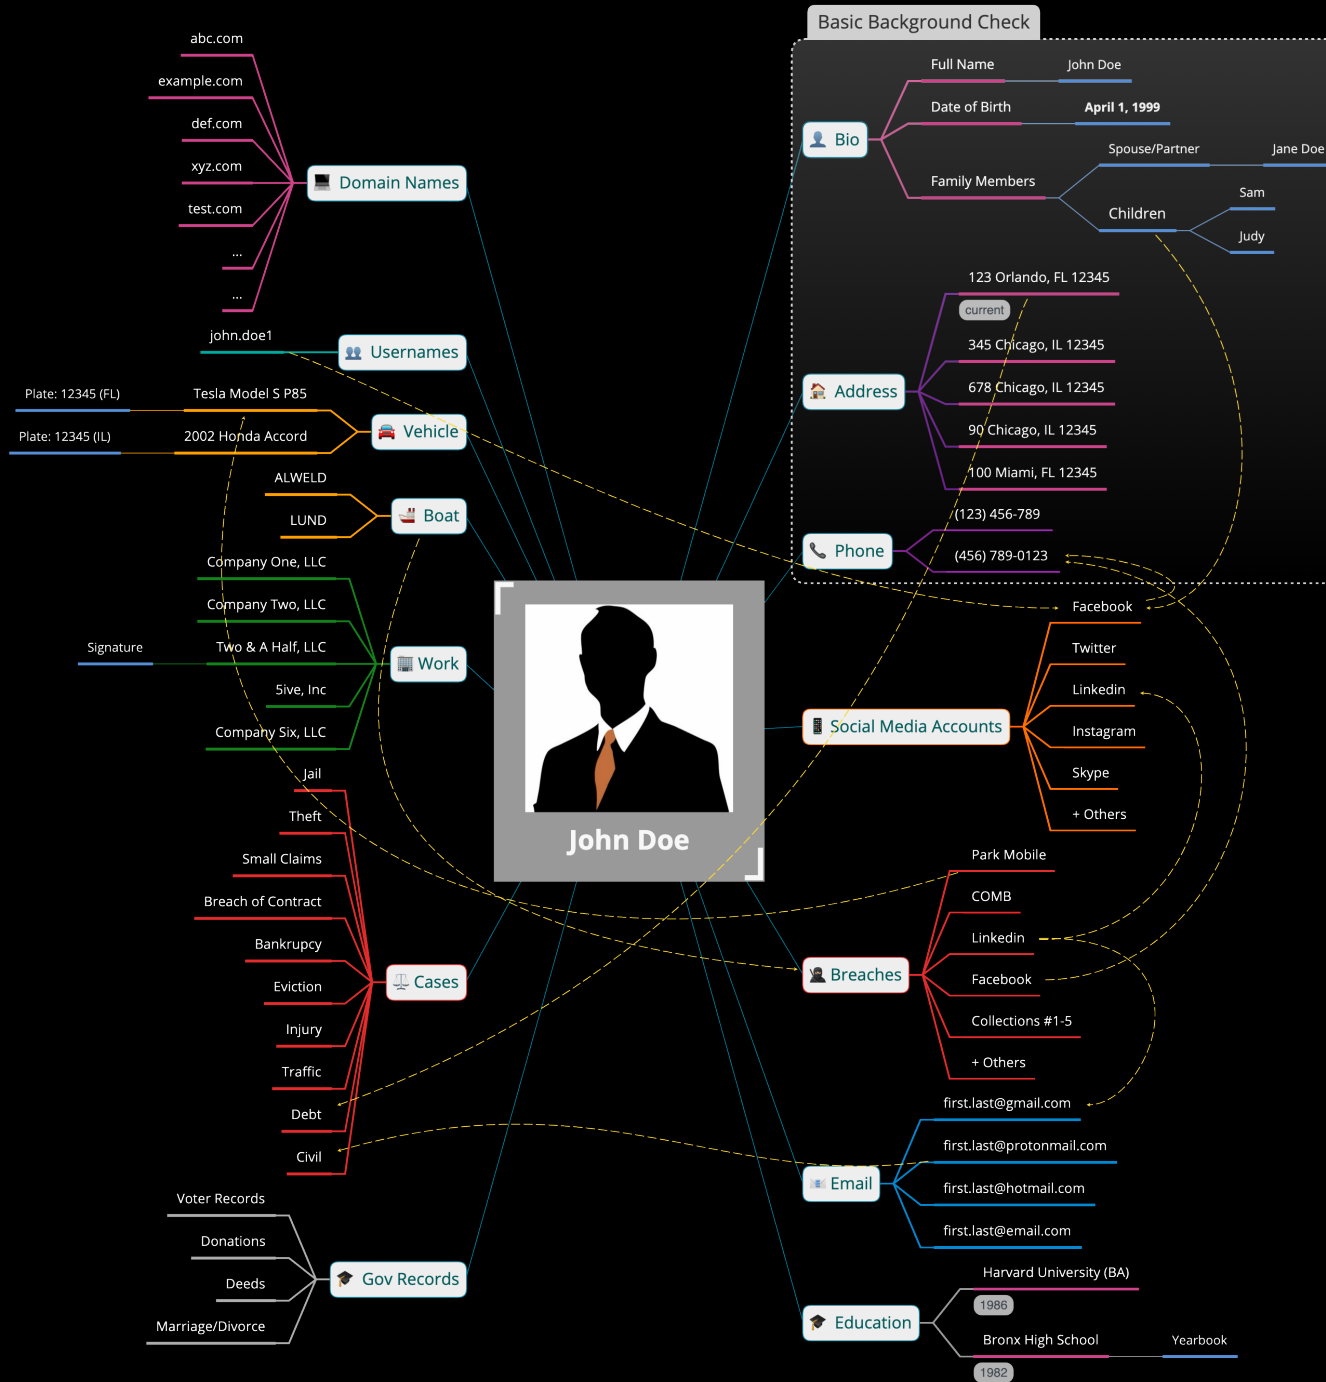 Basic Background Check
Bio
Full Name
John Doe
Date of Birth
April 1, 1999
Family Members
Spouse/Partner
Jane Doe
Children
Sam
Judy
Address
123 Orlando, FL 12345
current
345 Chicago, IL 12345
678 Chicago, IL 12345
90 Chicago, IL 12345
100 Miami, FL 12345
Phone
(123) 456-789
(456) 789-0123
Social Media Accounts
Facebook
Twitter
Linkedin
Instagram
Skype
+ Others
Breaches
Park Mobile
COMB
Linkedin
Facebook
Collections #1-5
+ Others
Email
first.last@gmail.com
first.last@protonmail.com
first.last@hotmail.com
first.last@email.com
Education
Harvard University (BA)
1986
Bronx High School
1982
Yearbook
John Doe
Domain Names
abc.com
example.com
def.com
xyz.com
test.com
...
...
Usernames
john.doe1
Vehicle
Tesla Model S P85
Plate: 12345 (FL)
2002 Honda Accord
Plate: 12345 (IL)
Boat
ALWELD
LUND
Work
Company One, LLC
Company Two, LLC
Two & A Half, LLC
Signature
5ive, Inc
Company Six, LLC
Cases
Jail
Theft
Small Claims
Breach of Contract
Bankrupcy
Eviction
Injury
Traffic
Debt
Civil
Gov Records
Voter Records
Donations
Deeds
Marriage/Divorce